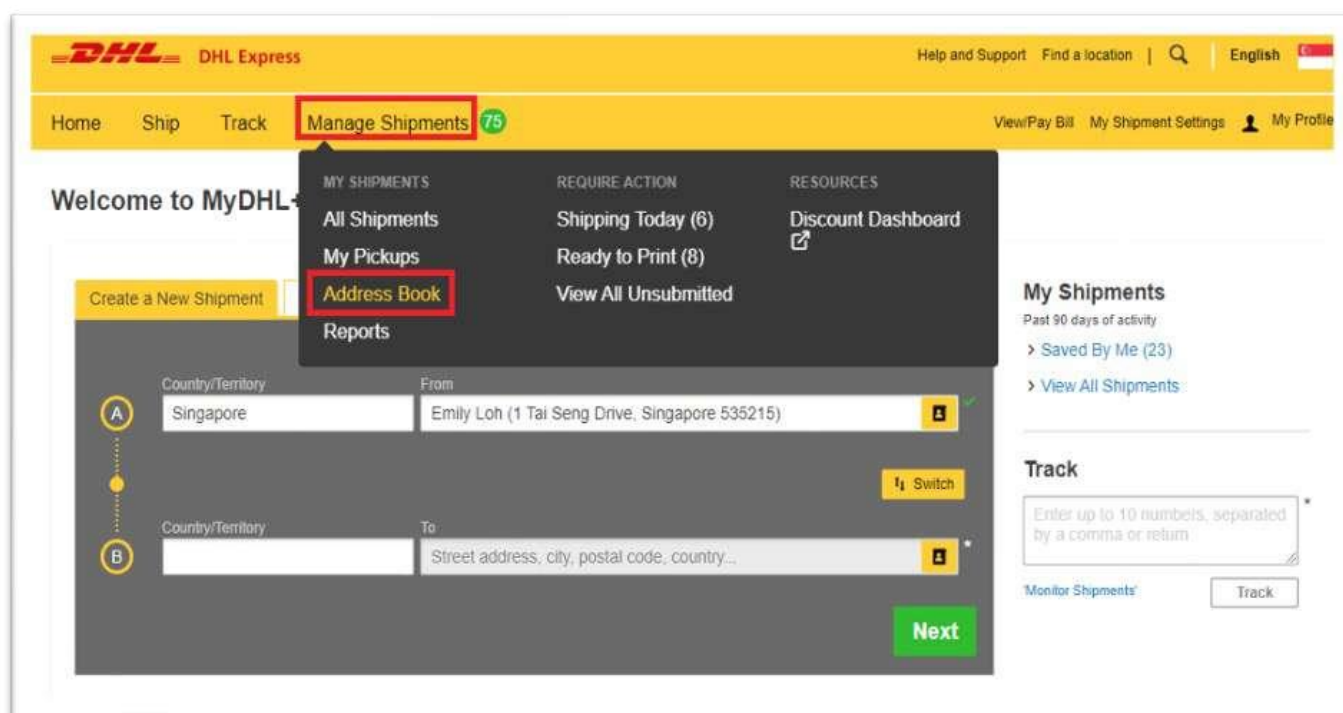 DHL DHL Express
Help and Support Find a location | English
Home Ship Track Manage Shipments 75
View/Pay Bill My Shipment Settings My Profile
Welcome to MyDHL+
MY SHIPMENTS
All Shipments
My Pickups
Address Book
Reports
REQUIRE ACTION
Shipping Today (6)
Ready to Print (8)
View All Unsubmitted
RESOURCES
Discount Dashboard
Create a New Shipment
Country/Territory From
A Singapore Emily Loh (1 Tai Seng Drive, Singapore 535215)
Switch
Country/Territory To
B Street address, city, postal code, country... *
Next
My Shipments
Past 90 days of activity
> Saved By Me (23)
> View All Shipments
Track
Enter up to 10 numbers, separated *
by a comma or return
'Monitor Shipments' Track